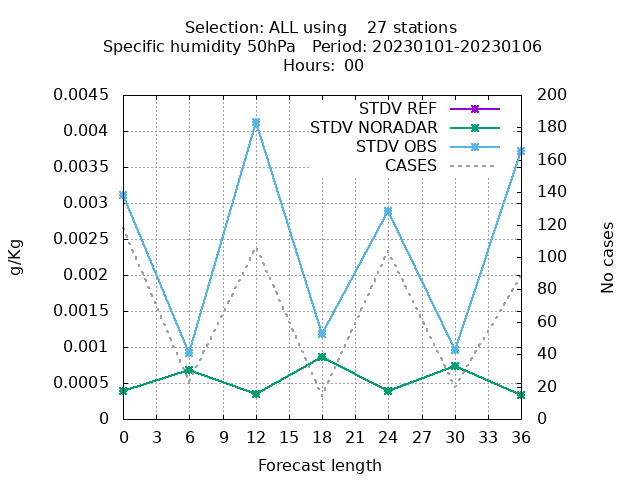 Selection: ALL using    27 stations
Specific humidity 50hPa   Period: 20230101-20230106
Hours:  00
STDV REF
STDV NORADAR
STDV OBS
CASES
0.0045
0.004
0.0035
0.003
0.0025
0.002
0.0015
0.001
0.0005
0
g/Kg
200
180
160
140
120
100
80
60
40
20
0
No cases
0 3 6 9 12 15 18 21 24 27 30 33 36
Forecast length